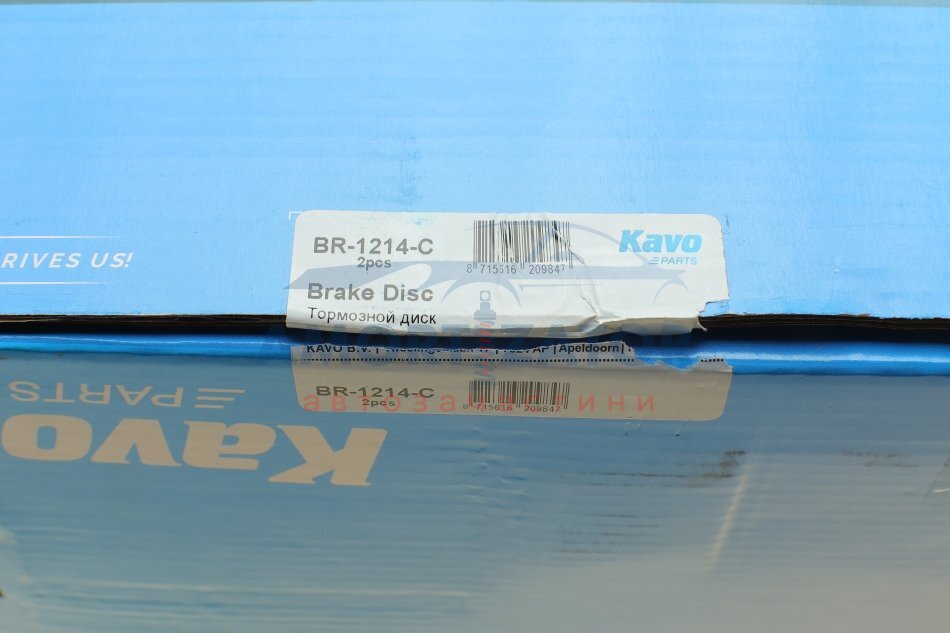 RIVES US!
BR-1214-C
2pcs
8 715616 209847
Kavo
PARTS
Brake Disc
Тормозной диск
KAVO B.V. | | Apeldoorn |
BR-1214-C
2pcs
8 715616 209847
автозапчастини
PARTS
Kavo